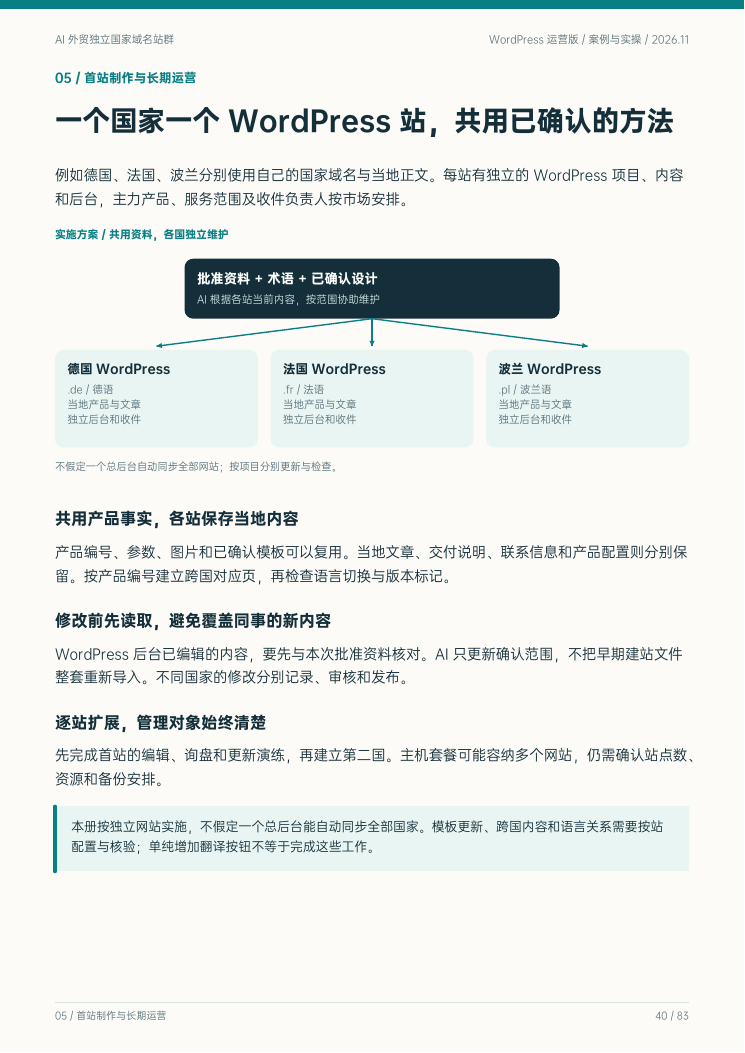 AI 外贸独立国家域名站群
WordPress 运营版 / 案例与实操 / 2026.11
05 / 首站制作与长期运营
一个国家一个 WordPress 站，共用已确认的方法
例如德国、法国、波兰分别使用自己的国家域名与当地正文。每站有独立的 WordPress 项目、内容
和后台，主力产品、服务范围及收件负责人按市场安排。
实施方案 / 共用资料，各国独立维护
批准资料 + 术语 + 已确认设计
AI 根据各站当前内容，按范围协助维护
德国 WordPress
.de / 德语
当地产品与文章
独立后台和收件
法国 WordPress
.fr / 法语
当地产品与文章
独立后台和收件
波兰 WordPress
.pl / 波兰语
当地产品与文章
独立后台和收件
不假定一个总后台自动同步全部网站；按项目分别更新与检查。
共用产品事实，各站保存当地内容
产品编号、参数、图片和已确认模板可以复用。当地文章、交付说明、联系信息和产品配置则分别保
留。按产品编号建立跨国对应页，再检查语言切换与版本标记。
修改前先读取，避免覆盖同事的新内容
WordPress 后台已编辑的内容，要先与本次批准资料核对。AI 只更新确认范围，不把早期建站文件
整套重新导入。不同国家的修改分别记录、审核和发布。
逐站扩展，管理对象始终清楚
先完成首站的编辑、询盘和更新演练，再建立第二国。主机套餐可能容纳多个网站，仍需确认站点数、
资源和备份安排。
本册按独立网站实施，不假定一个总后台能自动同步全部国家。模板更新、跨国内容和语言关系需要按站
配置与核验；单纯增加翻译按钮不等于完成这些工作。
05 / 首站制作与长期运营
40 / 83